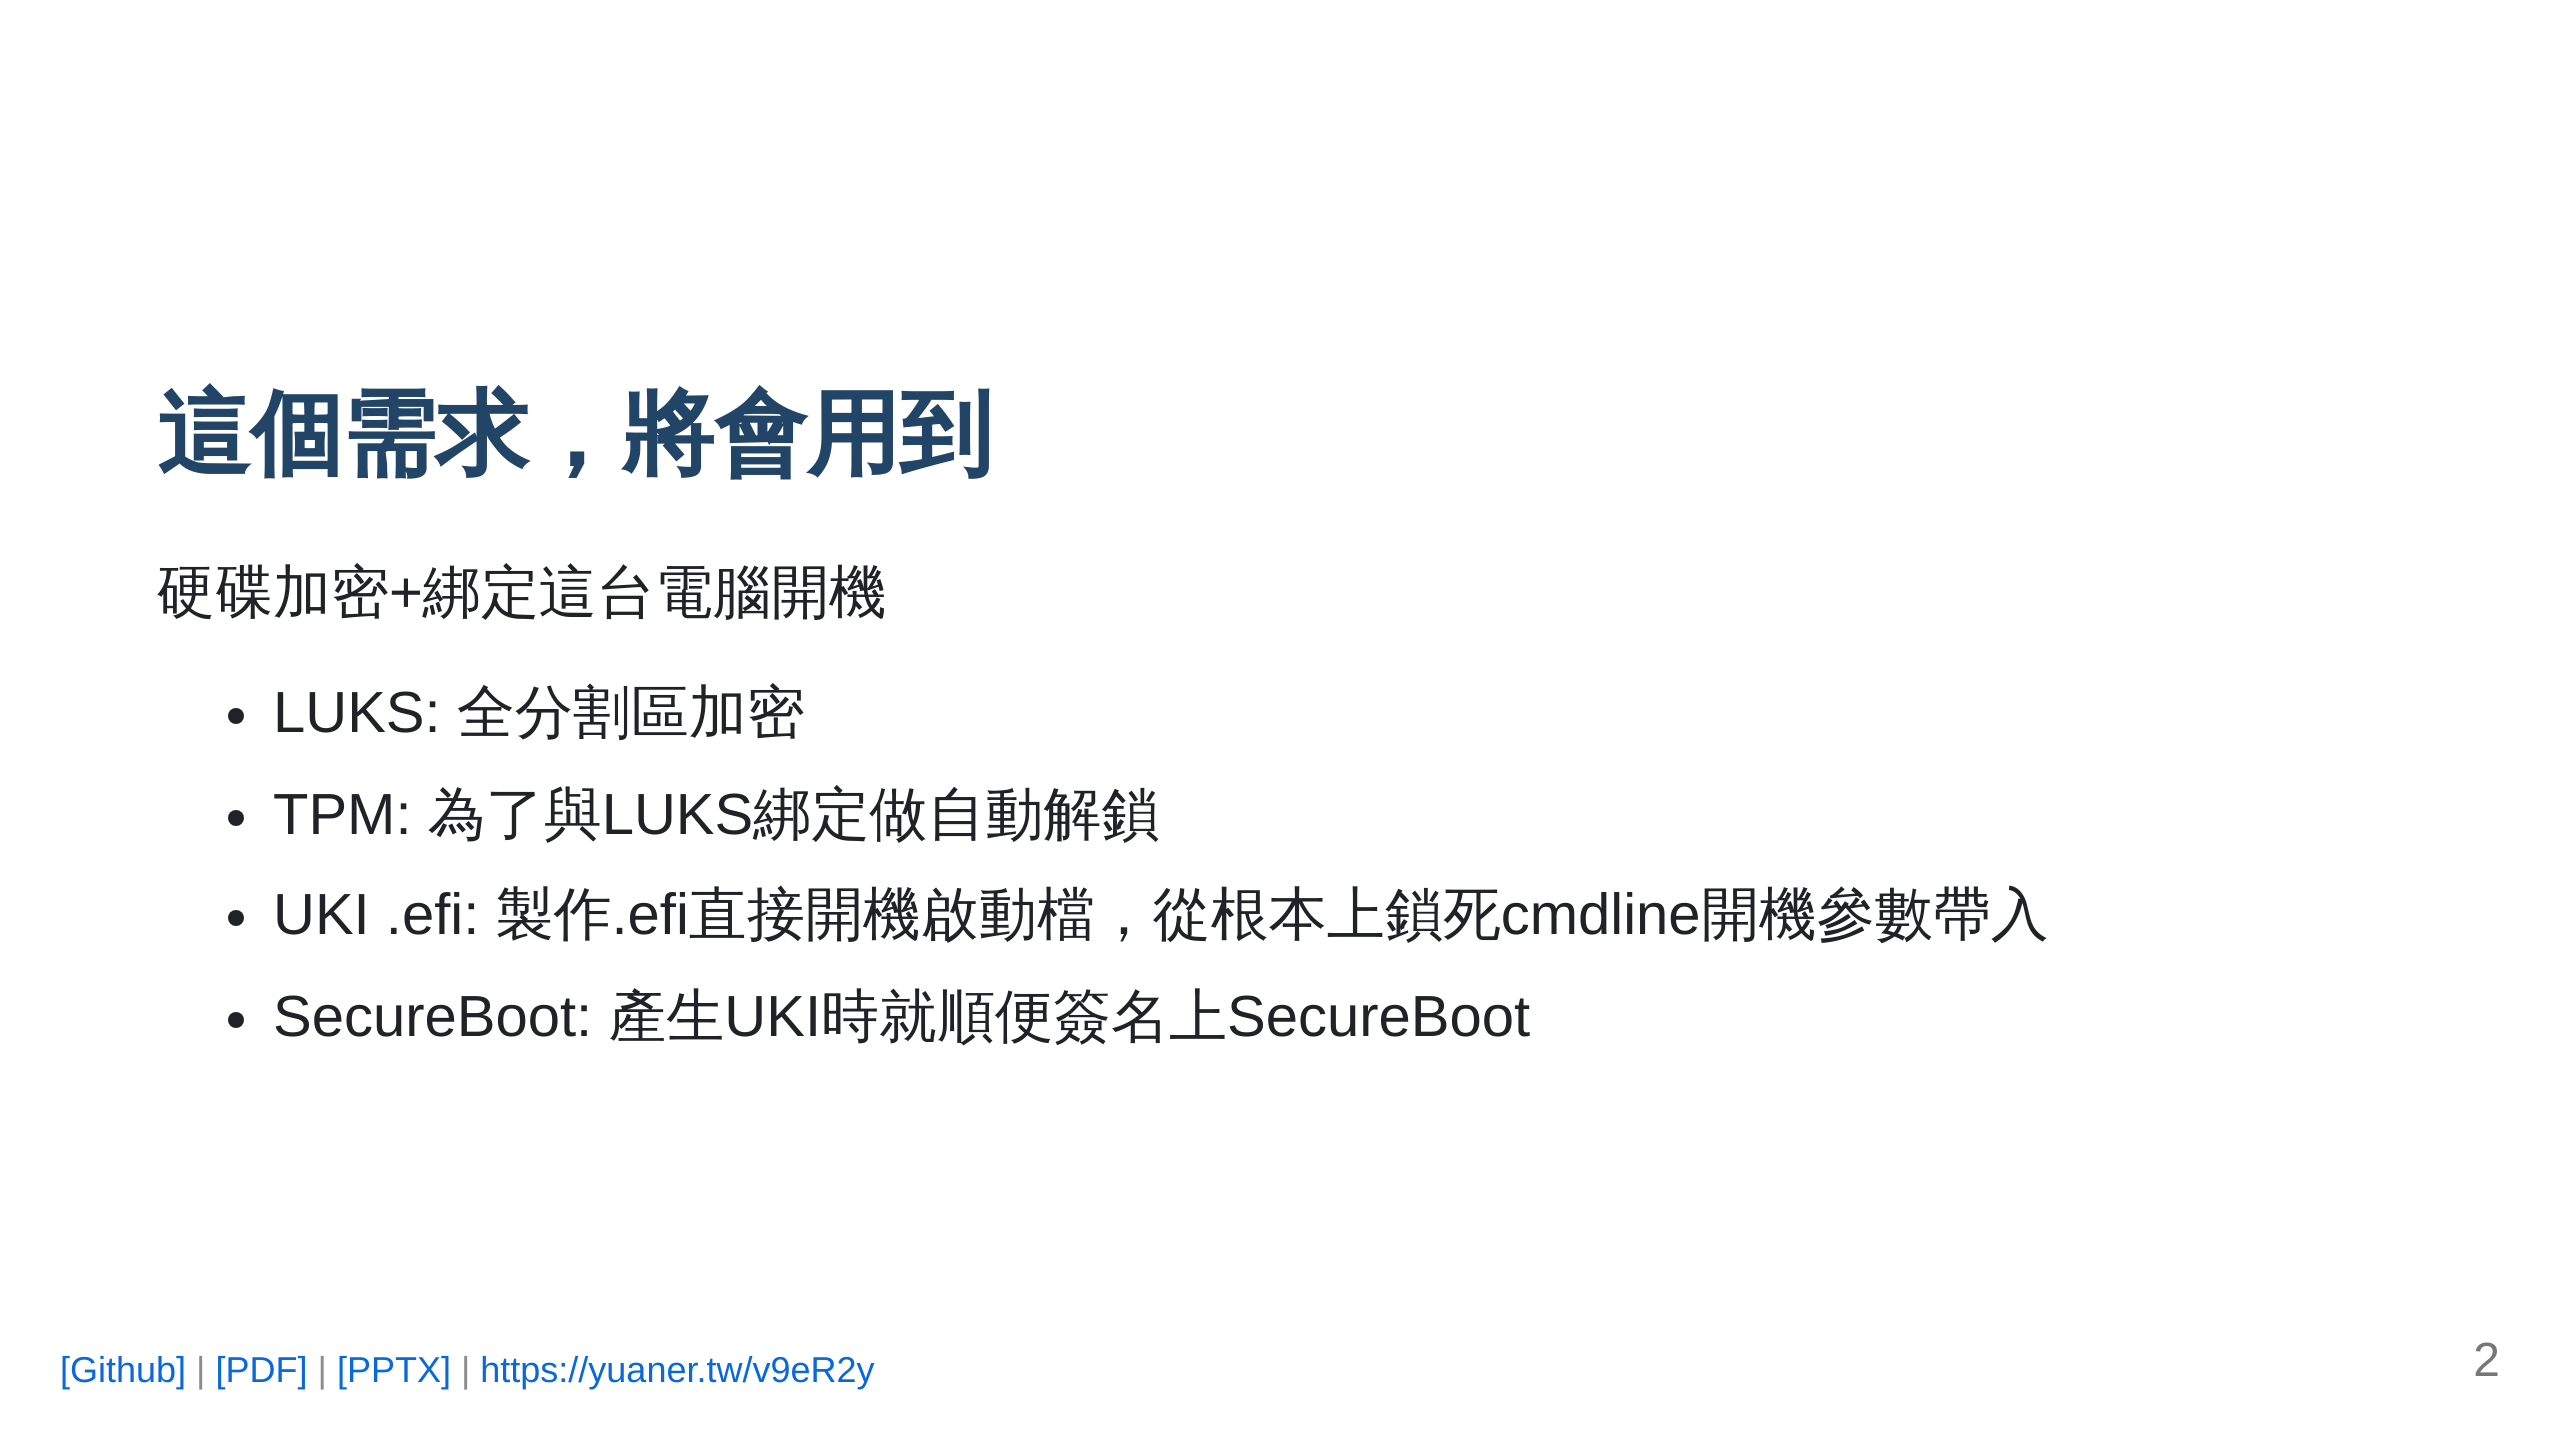 這個需求，將會用到
硬碟加密+綁定這台電腦開機
• LUKS: 全分割區加密
• TPM: 為了與LUKS綁定做自動解鎖
• UKI .efi: 製作.efi直接開機啟動檔，從根本上鎖死cmdline開機參數帶入
• SecureBoot: 產生UKI時就順便簽名上SecureBoot
[Github] | [PDF] | [PPTX] | https://yuaner.tw/v9eR2y
2